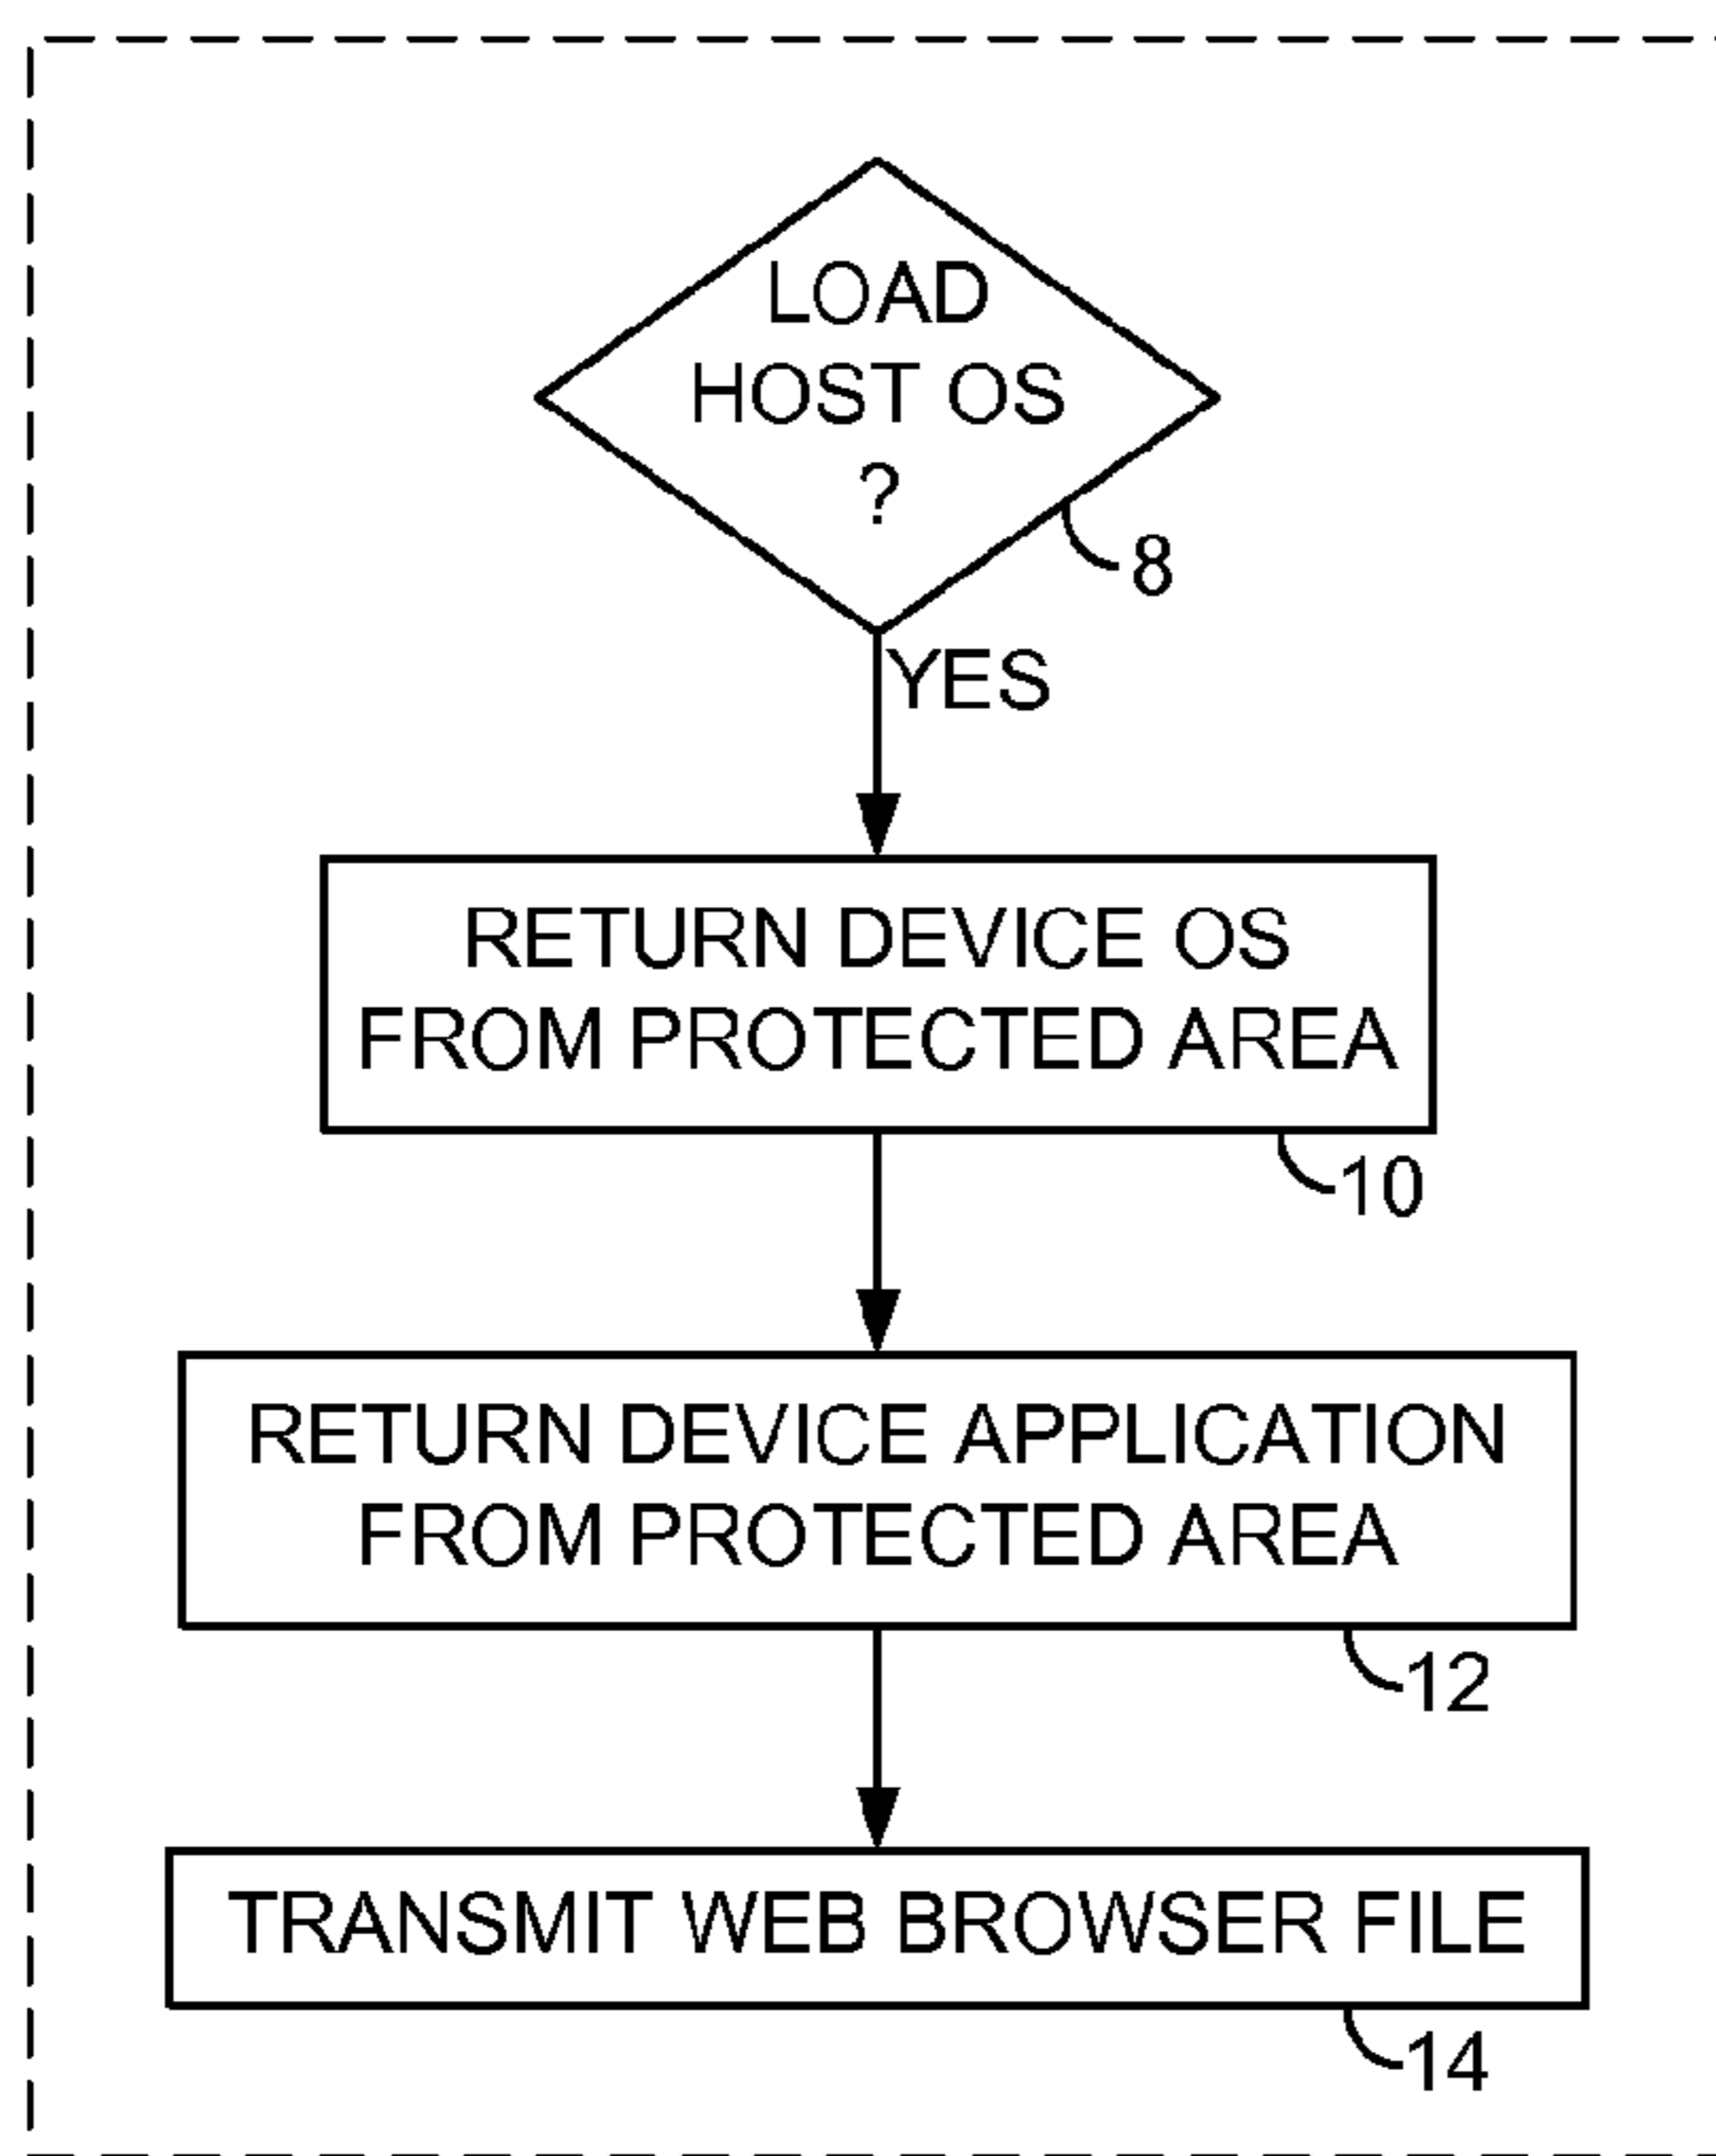 LOAD
HOST OS
?
8
YES
RETURN DEVICE OS
FROM PROTECTED AREA
10
RETURN DEVICE APPLICATION
FROM PROTECTED AREA
12
TRANSMIT WEB BROWSER FILE
14